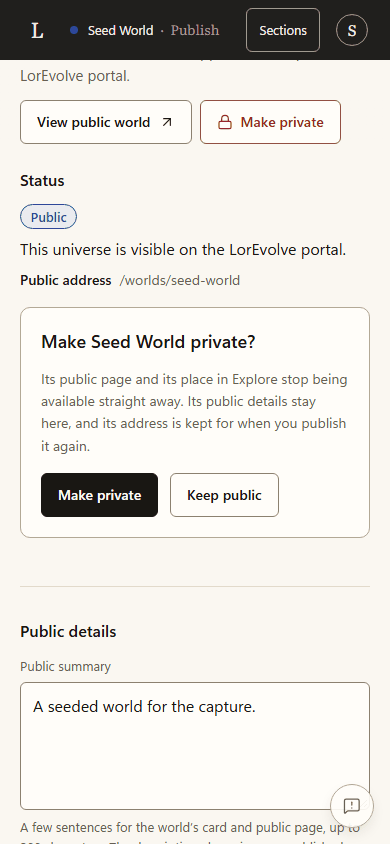 L
Seed World · Publish
Sections
S
LorEvolve portal.
View public world
Make private
Status
Public
This universe is visible on the LorEvolve portal.
Public address /worlds/seed-world
Make Seed World private?
Its public page and its place in Explore stop being
available straight away. Its public details stay
here, and its address is kept for when you publish
it again.
Make private
Keep public
Public details
Public summary
A seeded world for the capture.
A few sentences for the world's card and public page, up to